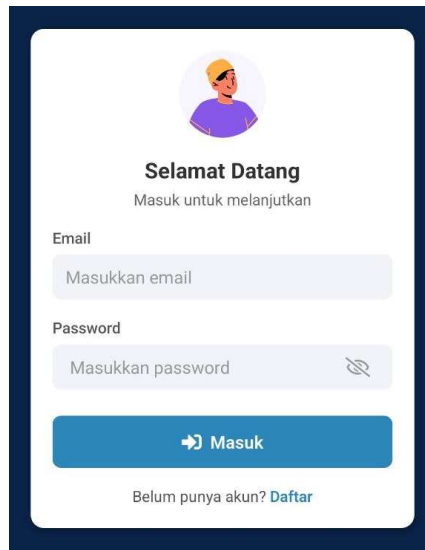 Selamat Datang
Masuk untuk melanjutkan
Email
Masukkan email
Password
Masukkan password
Masuk
Belum punya akun? Daftar